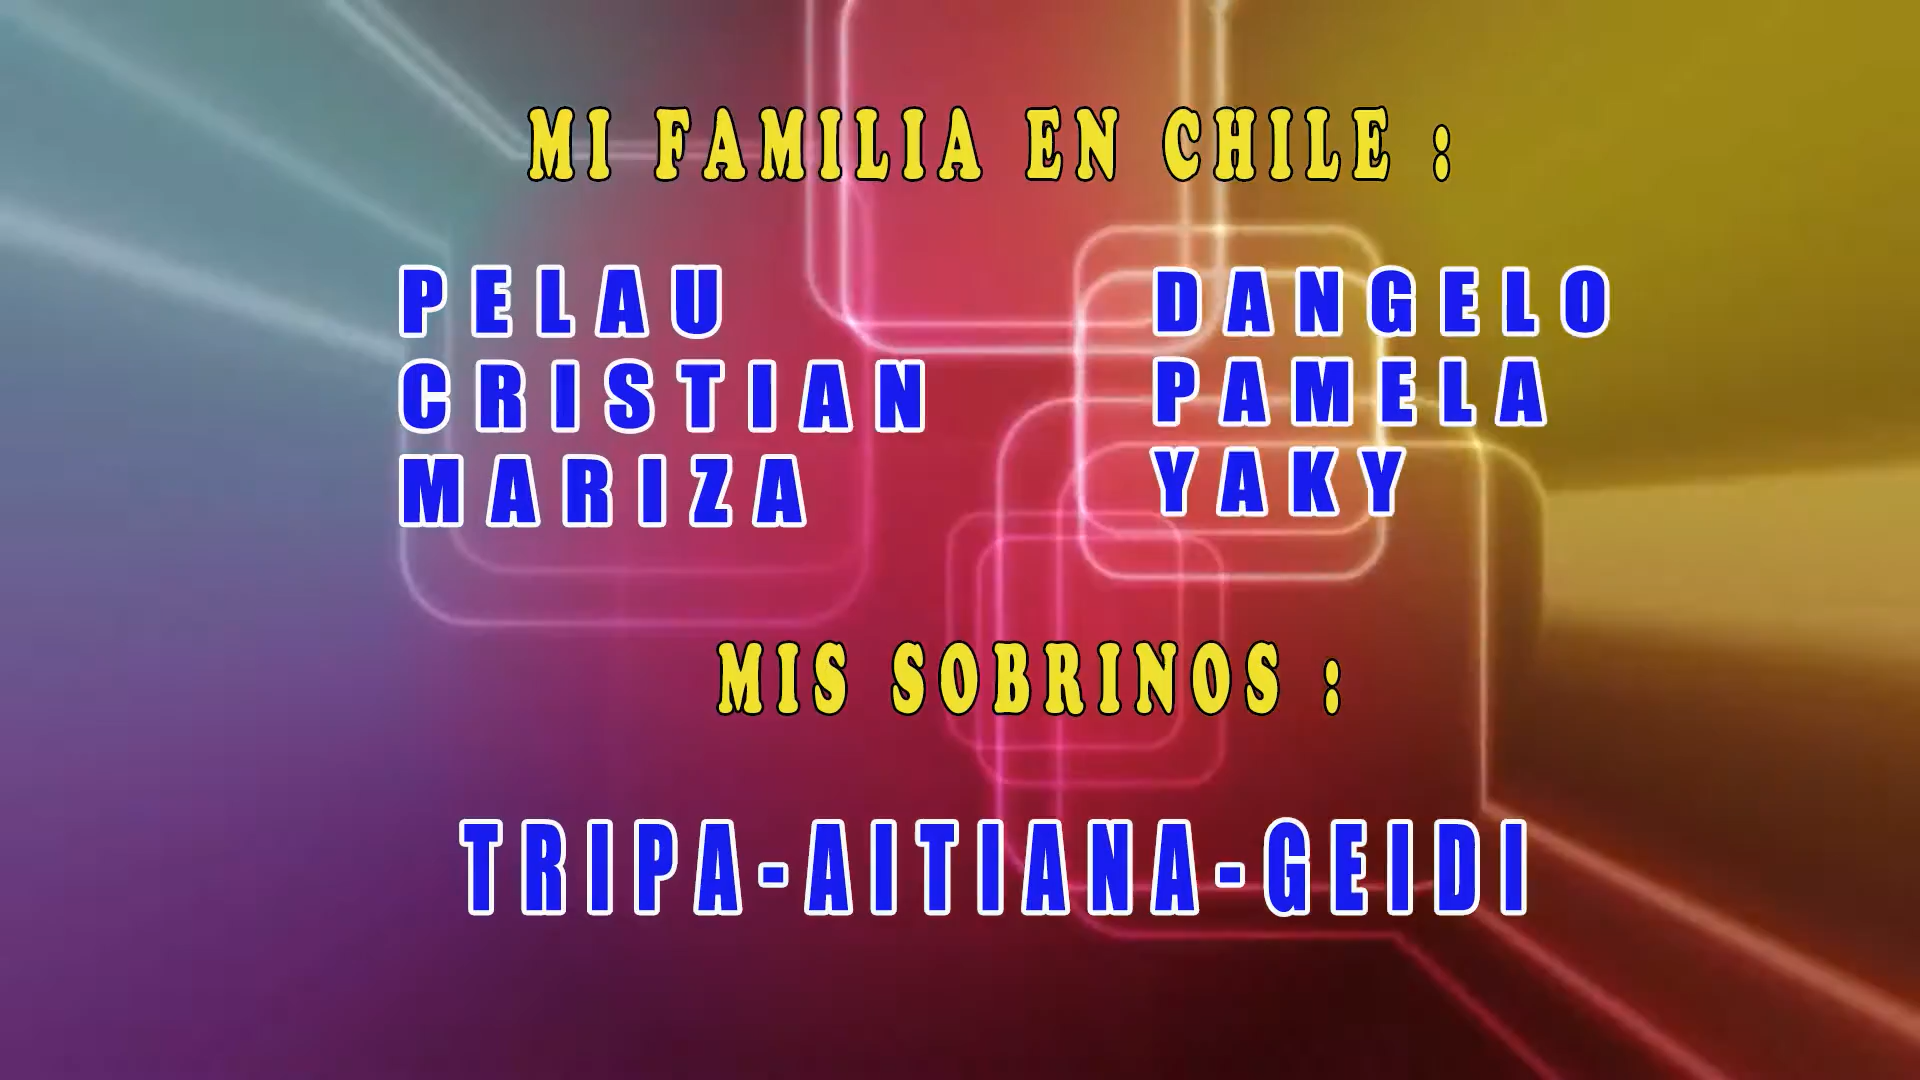 MI FAMILIA EN CHILE :
PELAU
CRISTIAN
MARIZA
DANGELO
PAMELA
YAKY
MIS SOBRINOS :
TRIPA-AITIANA-GEIDI